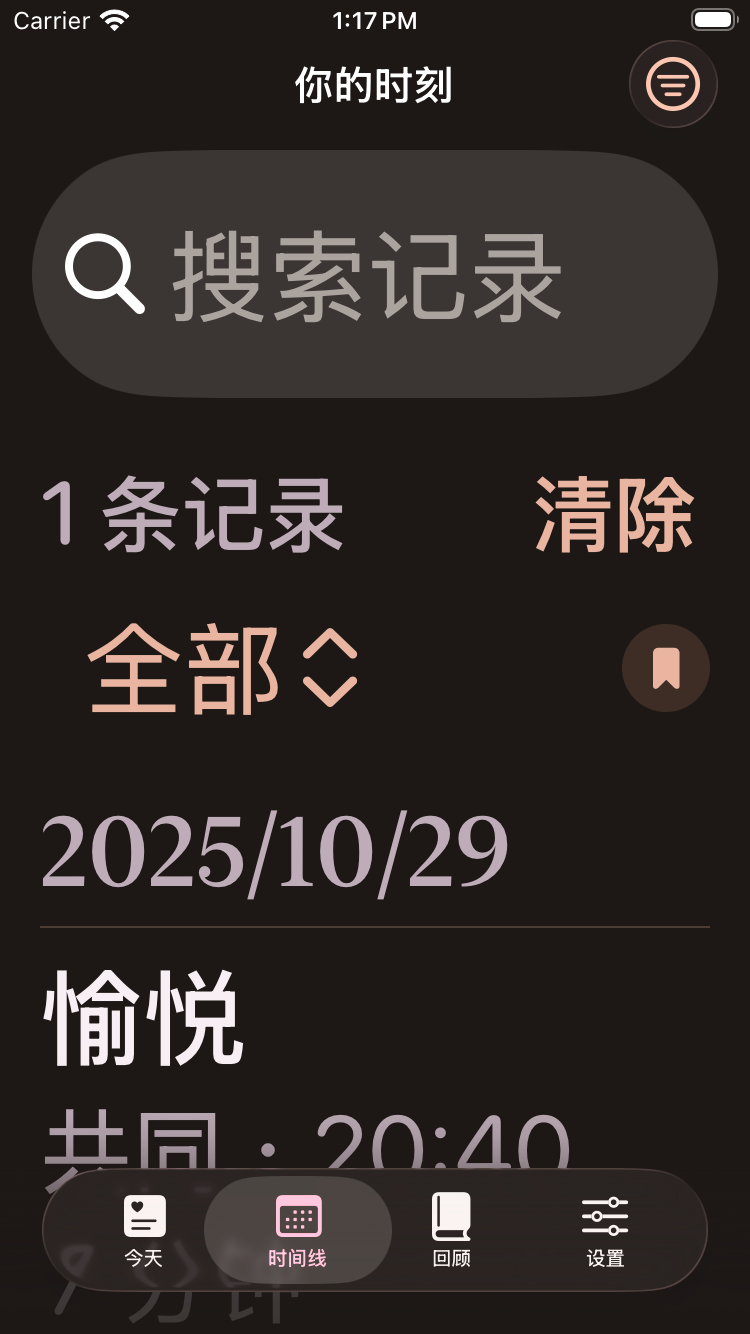 Carrier 1:17 PM
你的时刻
搜索记录
1 条记录 清除
全部
2025/10/29
愉悦
共同 · 20:40
分钟
今天 时间线 回顾 设置